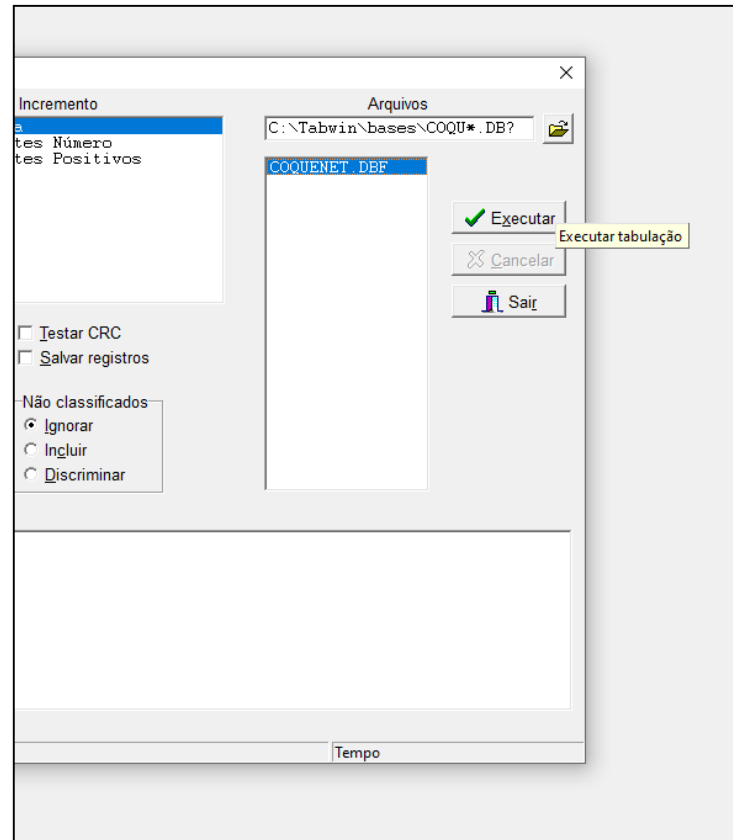 Incremento
a
tes Número
tes Positivos
Testar CRC
Salvar registros
Não classificados
Ignorar
Incluir
Discriminar
Arquivos
C:\Tabwin\bases\COQU*.DB?
COQUENET.DBF
Executar
Executar tabulação
Cancelar
Sair
Tempo